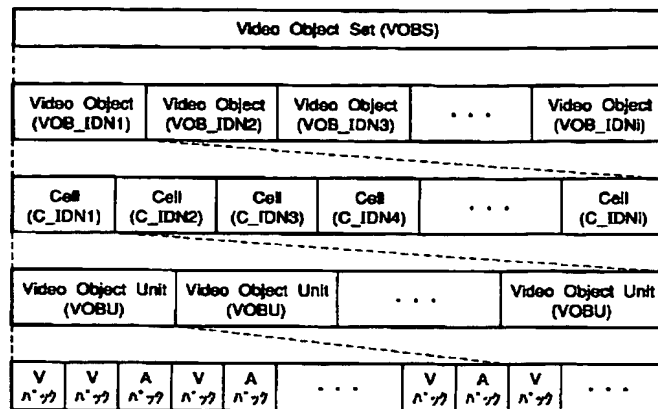 Video Object Set (VOBS)
Video Object Video Object Video Object Video Object
(VOB_IDN1) (VOB_IDN2) (VOB_IDN3) ・・・ (VOB_IDNi)
Cell Cell Cell Cell Cell
(C_IDN1) (C_IDN2) (C_IDN3) (C_IDN4) ・・・ (C_IDNi)
Video Object Unit Video Object Unit Video Object Unit
(VOBU) (VOBU) ・・・ (VOBU)
V V A V A V A V
パック パック パック パック パック ・・・ パック パック パック ・・・